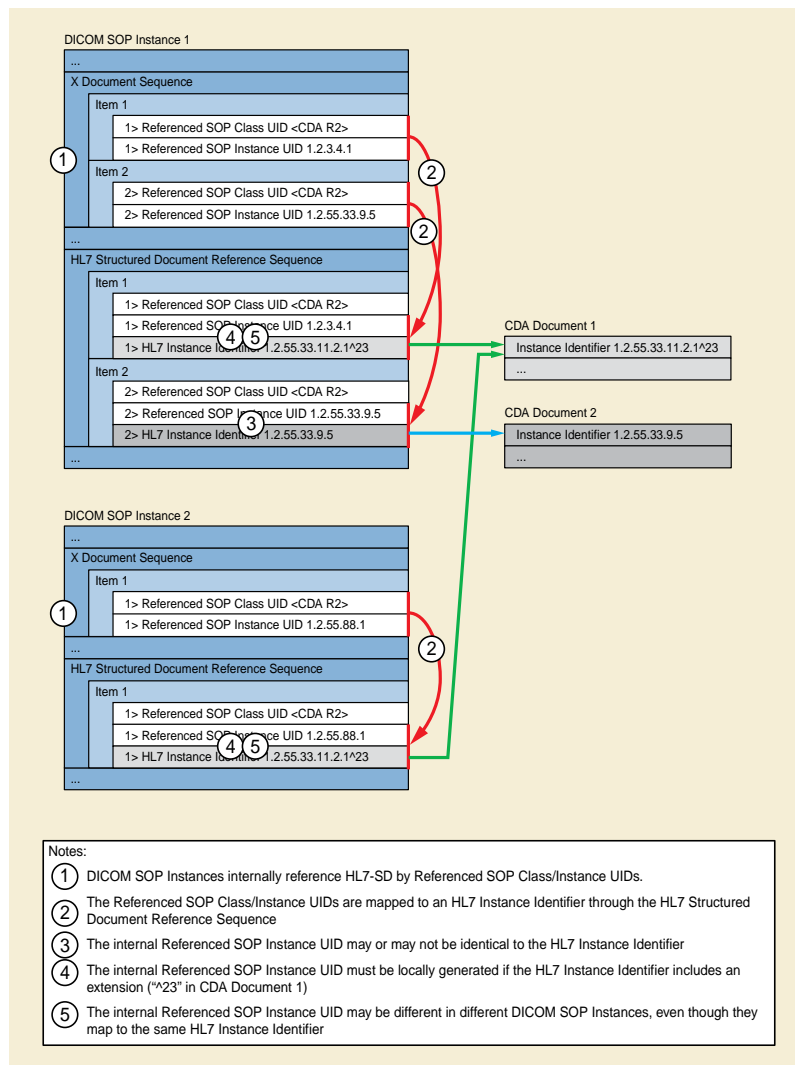 DICOM SOP Instance 1
...
X Document Sequence
Item 1
1> Referenced SOP Class UID <CDA R2>
1> Referenced SOP Instance UID 1.2.3.4.1
1
Item 2
2
2> Referenced SOP Class UID <CDA R2>
2> Referenced SOP Instance UID 1.2.55.33.9.5
2
...
HL7 Structured Document Reference Sequence
Item 1
1> Referenced SOP Class UID <CDA R2>
1> Referenced SOP Instance UID 1.2.3.4.1
4 5
1> HL7 Instance Identifier 1.2.55.33.11.2.1^23
Item 2
2> Referenced SOP Class UID <CDA R2>
2> Referenced SOP Instance UID 1.2.55.33.9.5
3
2> HL7 Instance Identifier 1.2.55.33.9.5
...
CDA Document 1
Instance Identifier 1.2.55.33.11.2.1^23
...
CDA Document 2
Instance Identifier 1.2.55.33.9.5
...
DICOM SOP Instance 2
...
X Document Sequence
Item 1
1> Referenced SOP Class UID <CDA R2>
1
1> Referenced SOP Instance UID 1.2.55.88.1
...
2
HL7 Structured Document Reference Sequence
Item 1
1> Referenced SOP Class UID <CDA R2>
1> Referenced SOP Instance UID 1.2.55.88.1
4 5
1> HL7 Instance Identifier 1.2.55.33.11.2.1^23
...
Notes:
1 DICOM SOP Instances internally reference HL7-SD by Referenced SOP Class/Instance UIDs.
2 The Referenced SOP Class/Instance UIDs are mapped to an HL7 Instance Identifier through the HL7 Structured
Document Reference Sequence
3 The internal Referenced SOP Instance UID may or may not be identical to the HL7 Instance Identifier
4 The internal Referenced SOP Instance UID must be locally generated if the HL7 Instance Identifier includes an
extension (“^23” in CDA Document 1)
5 The internal Referenced SOP Instance UID may be different in different DICOM SOP Instances, even though they
map to the same HL7 Instance Identifier